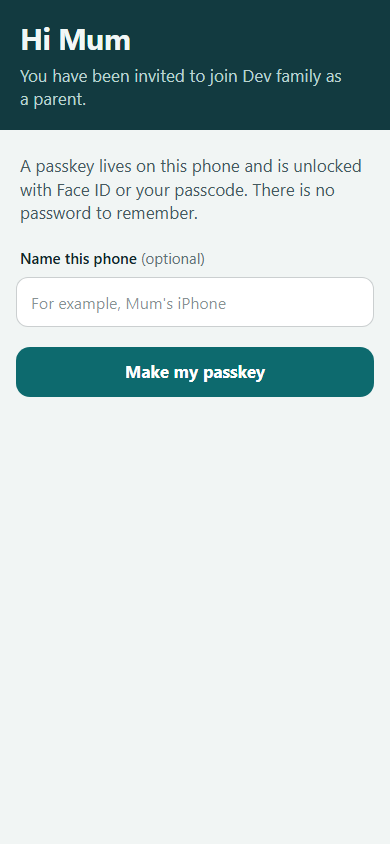 Hi Mum
You have been invited to join Dev family as
a parent.
A passkey lives on this phone and is unlocked
with Face ID or your passcode. There is no
password to remember.
Name this phone (optional)
For example, Mum's iPhone
Make my passkey